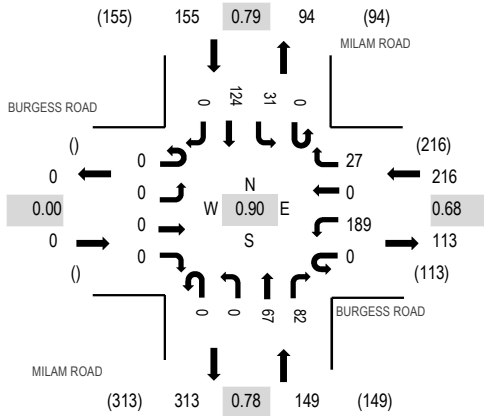 (155) 155 0.79 94 (94)
MILAM ROAD
0 124 31 0
BURGESS ROAD
() 0 27 (216)
0 0 0 216
N
0.00 W 0.90 E 0.68
S
0 0 189 113
() 0 0 (113)
0 0 67 82
BURGESS ROAD
MILAM ROAD
(313) 313 0.78 149 (149)